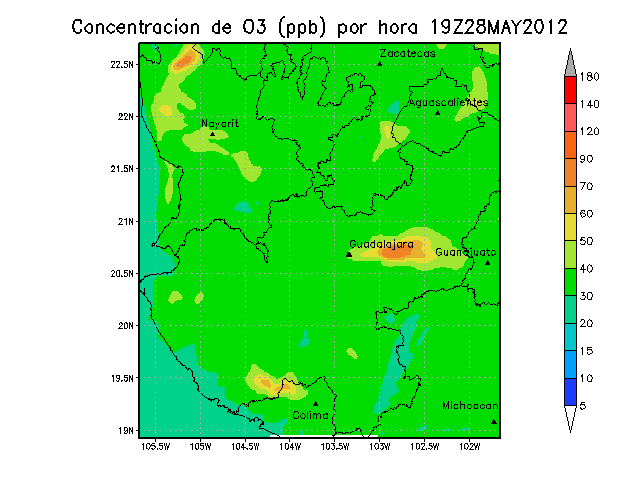 Concentracion de O3 (ppb) por hora 19Z28MAY2012
Zacatecas
22.5N
180
Aguascalientes
140
22N
Nayarit
120
21.5N
90
70
21N
60
Guadalajara
Guanajuato
50
20.5N
40
30
20N
20
19.5N
15
Colima
Michoacan
10
19N
5
105.5W 105W 104.5W 104W 103.5W 103W 102.5W 102W